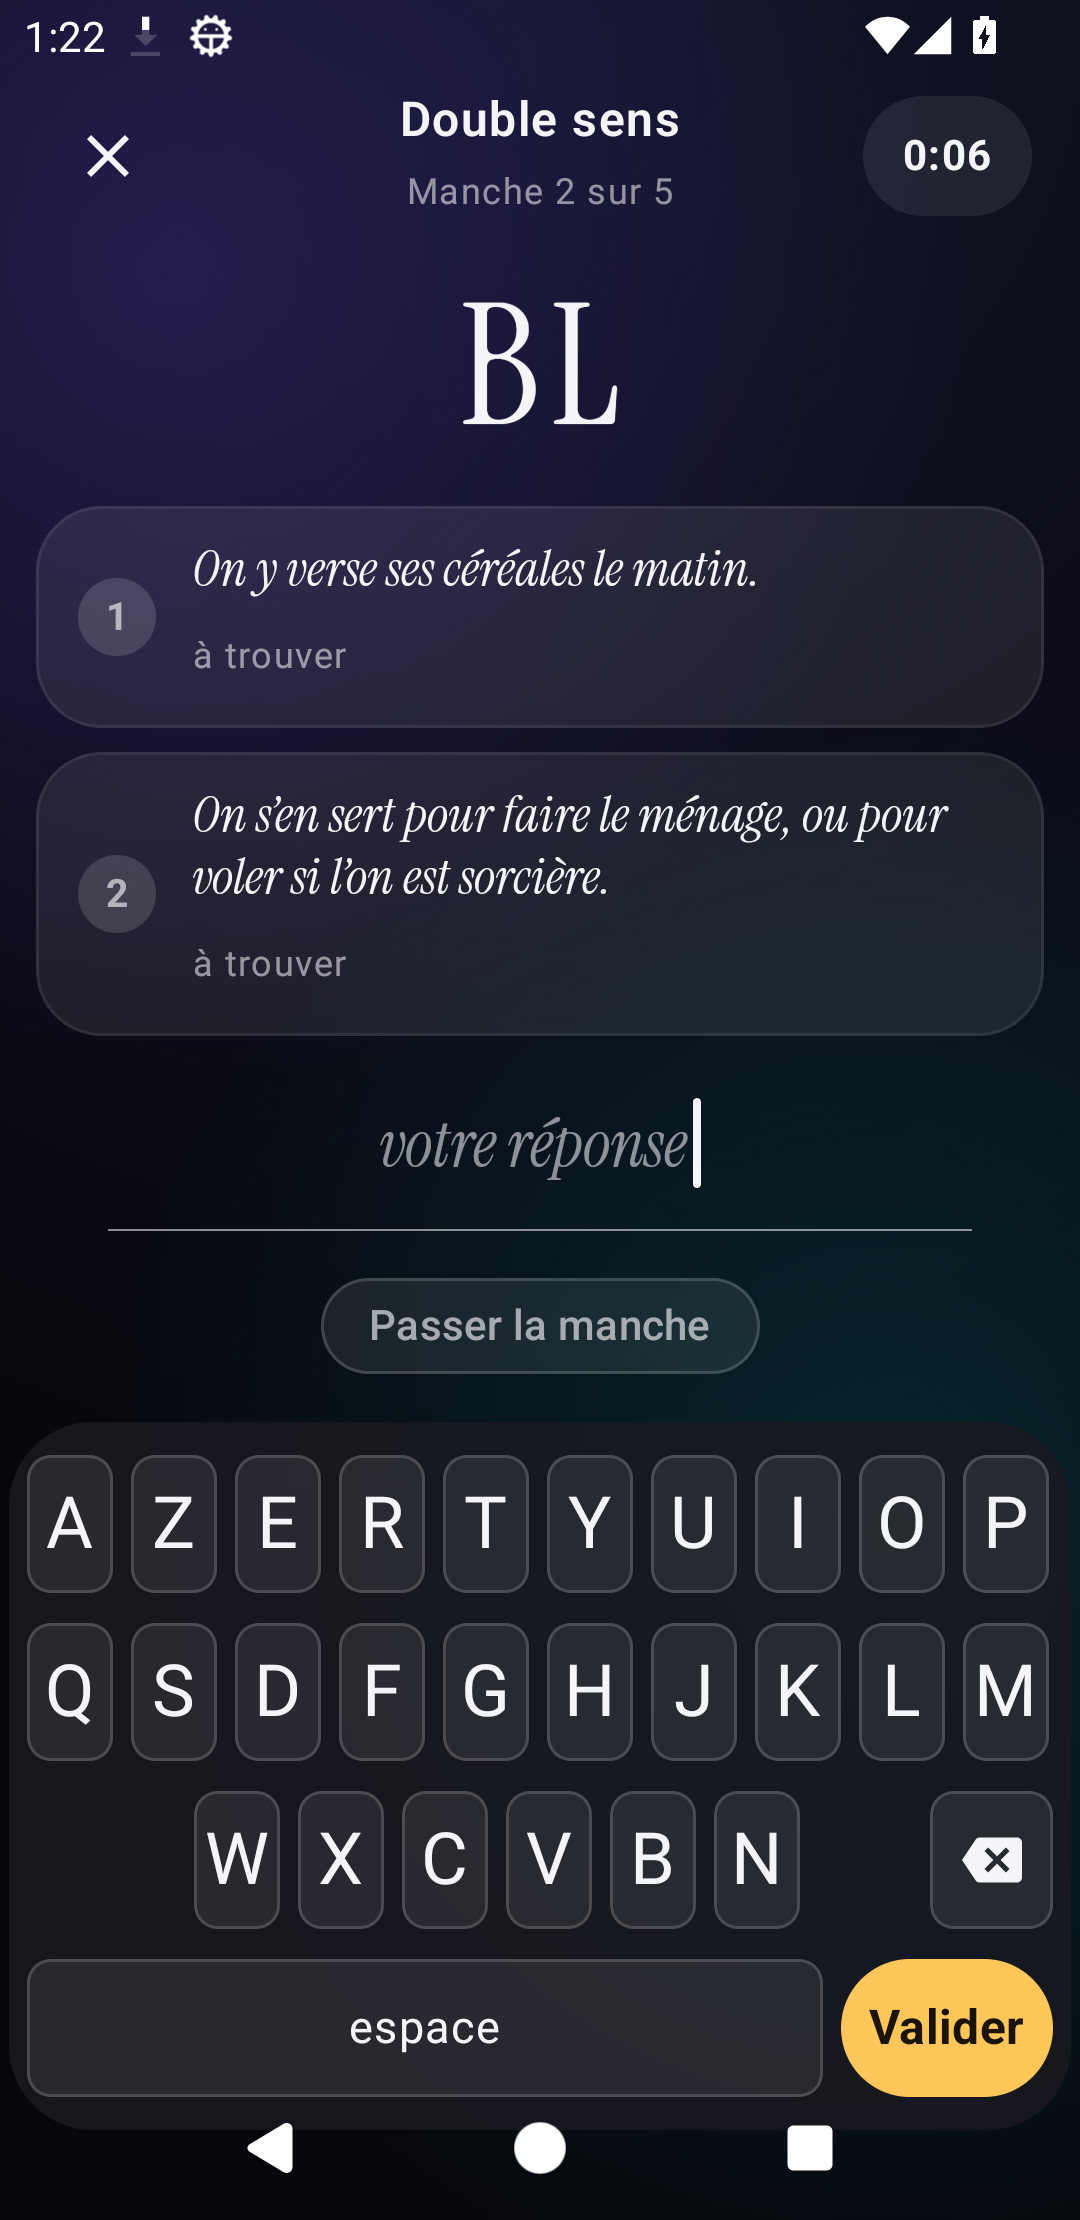 1:22
Double sens
Manche 2 sur 5
0:06
BL
1
On y verse ses céréales le matin.
à trouver
2
On s’en sert pour faire le ménage, ou pour
voler si l’on est sorcière.
à trouver
votre réponse
Passer la manche
A Z E R T Y U I O P
Q S D F G H J K L M
W X C V B N
espace
Valider